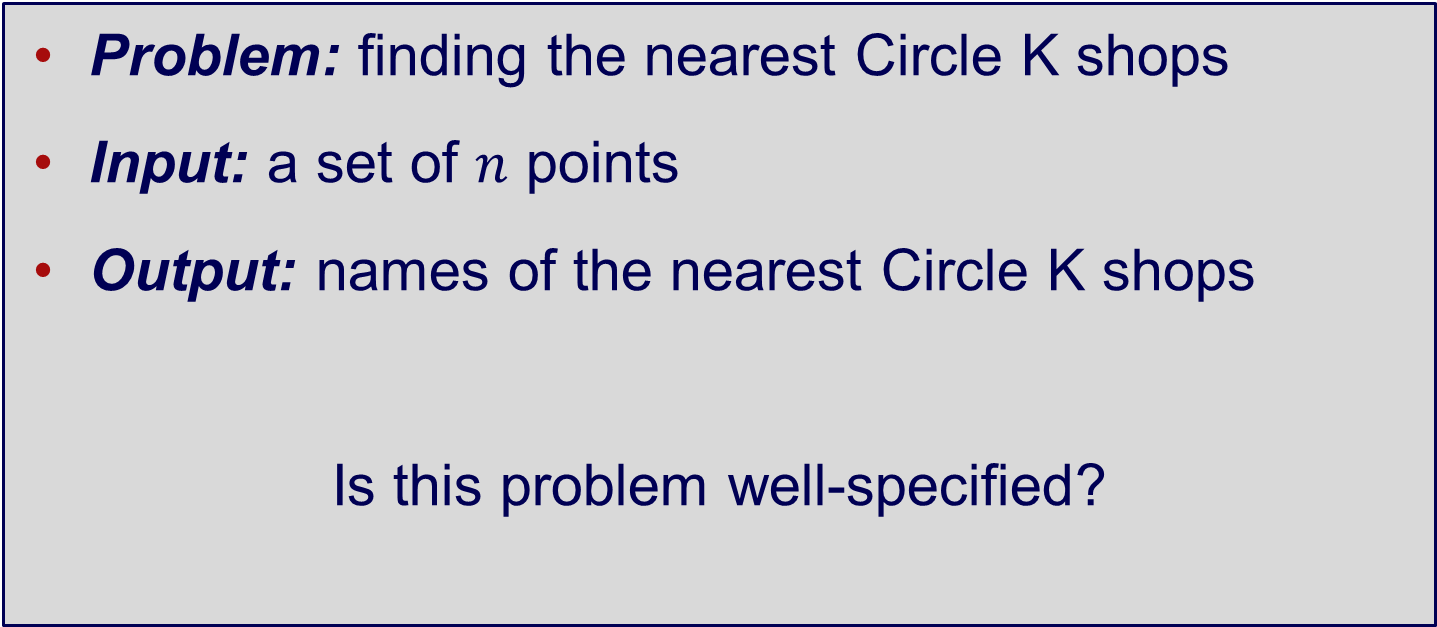 • Problem: finding the nearest Circle K shops
• Input: a set of n points
• Output: names of the nearest Circle K shops
Is this problem well-specified?